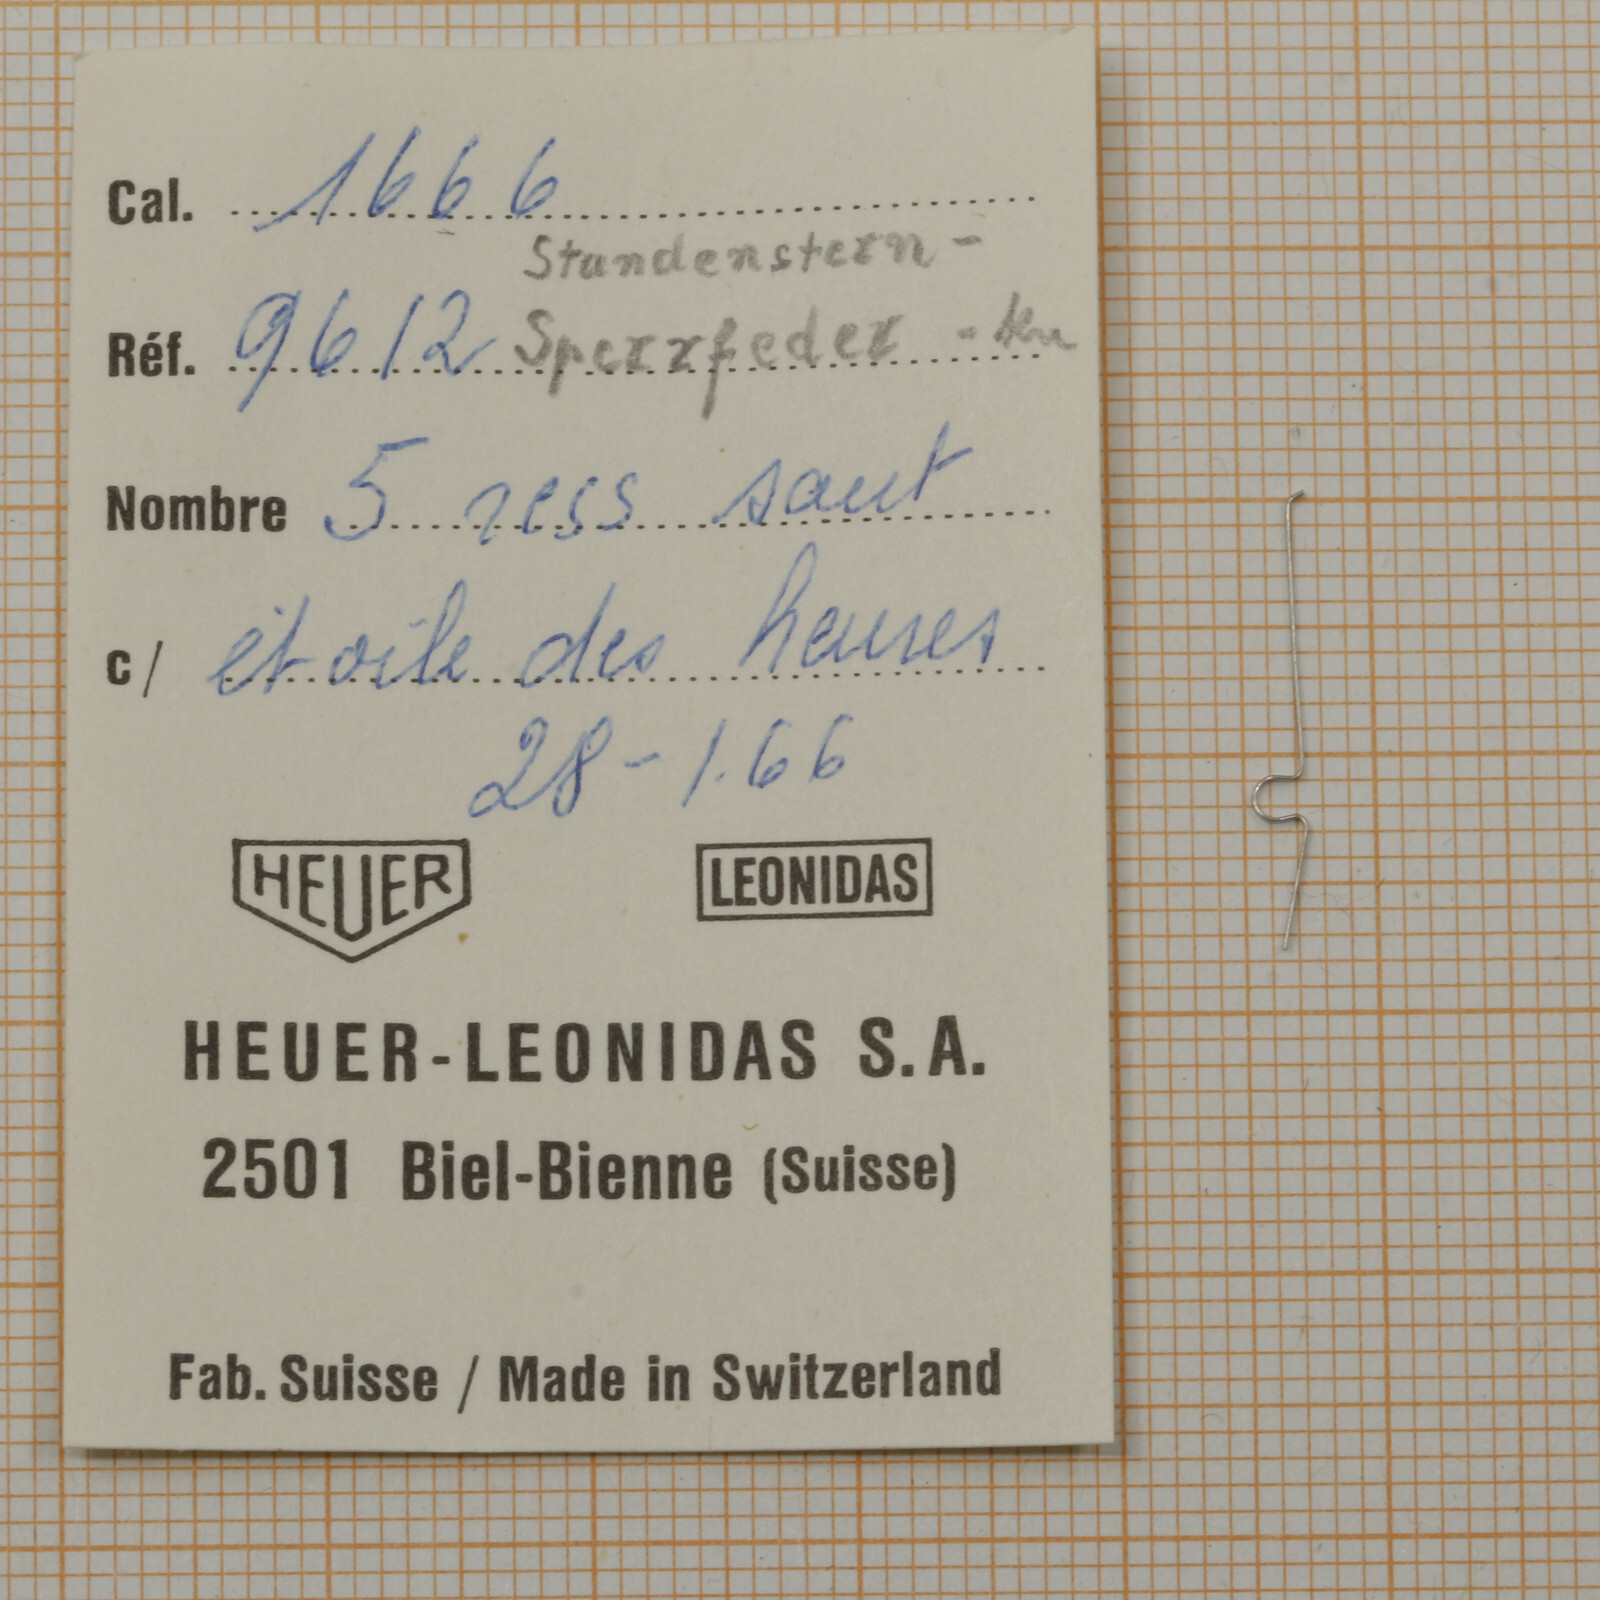 Cal. 1666
Stundenstern-
Réf. 9612 Sperrfeder -
Nombre 5 ress saut
c/ étoile des heures
28-1.66
HEUER LEONIDAS
HEUER-LEONIDAS S.A.
2501 Biel-Bienne (Suisse)
Fab. Suisse / Made in Switzerland